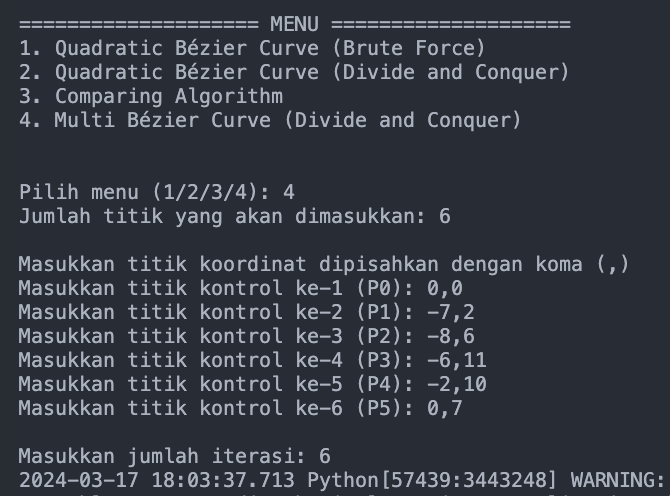 ==================== MENU ====================
1. Quadratic Bézier Curve (Brute Force)
2. Quadratic Bézier Curve (Divide and Conquer)
3. Comparing Algorithm
4. Multi Bézier Curve (Divide and Conquer)
Pilih menu (1/2/3/4): 4
Jumlah titik yang akan dimasukkan: 6
Masukkan titik koordinat dipisahkan dengan koma (,)
Masukkan titik kontrol ke-1 (P0): 0,0
Masukkan titik kontrol ke-2 (P1): -7,2
Masukkan titik kontrol ke-3 (P2): -8,6
Masukkan titik kontrol ke-4 (P3): -6,11
Masukkan titik kontrol ke-5 (P4): -2,10
Masukkan titik kontrol ke-6 (P5): 0,7
Masukkan jumlah iterasi: 6
2024-03-17 18:03:37.713 Python[57439:3443248] WARNING: